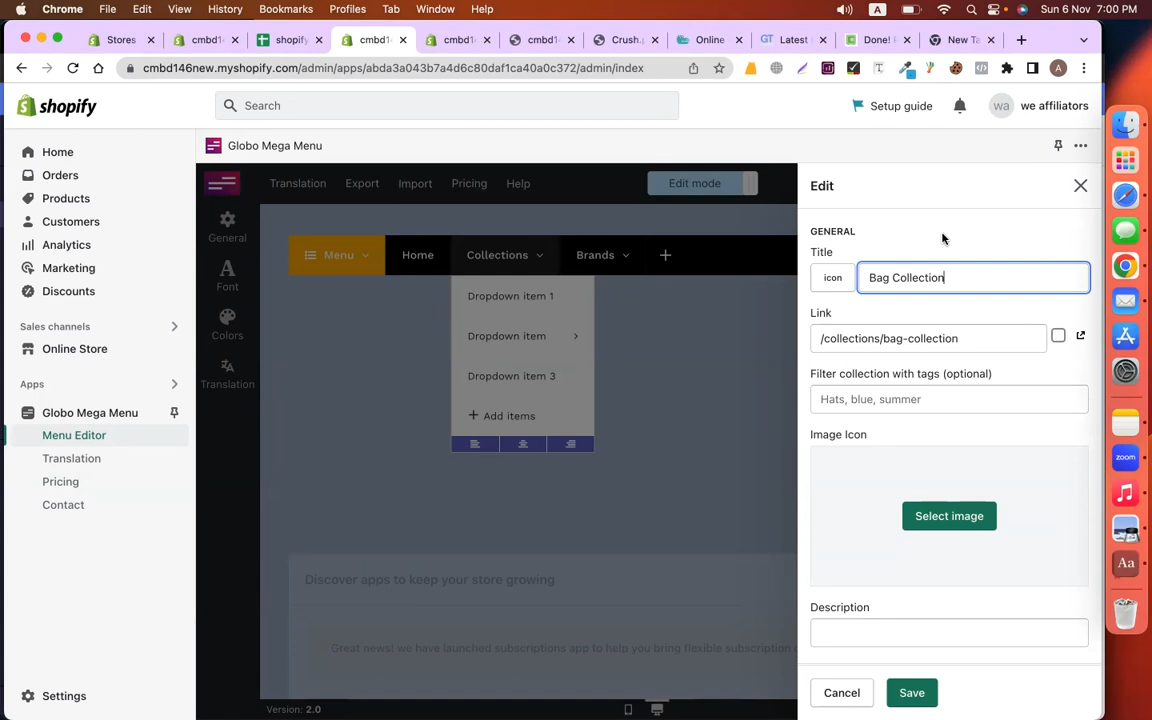 Chrome File Edit View History Bookmarks Profiles Tab Window Help A Sun 6 Nov 7:00 PM
Stores cmbd1 shopify cmbd1 cmbd1 cmbd1 Crush.p Online GT Latest Done! F New Ta
cmbd146new.myshopify.com/admin/apps/abda3a043b7a4d6c80daf1ca40a0c372/admin/index A
shopify Search Setup guide wa we affiliators
Home
Orders
Products
Customers
Analytics
Marketing
Discounts
Sales channels
Online Store
Apps
Globo Mega Menu
Menu Editor
Translation
Pricing
Contact
Settings
Globo Mega Menu
Translation Export Import Pricing Help Edit mode
General
Font
Colors
Translation
Menu Home Collections Brands
Dropdown item 1
Dropdown item
Dropdown item 3
Add items
Discover apps to keep your store growing
Great news! we have launched subscriptions app to help you bring flexible subscription
Version: 2.0
Edit
GENERAL
Title
icon Bag Collection
Link
/collections/bag-collection
Filter collection with tags (optional)
Hats, blue, summer
Image Icon
Select image
Description
Cancel Save
zoom
Aa